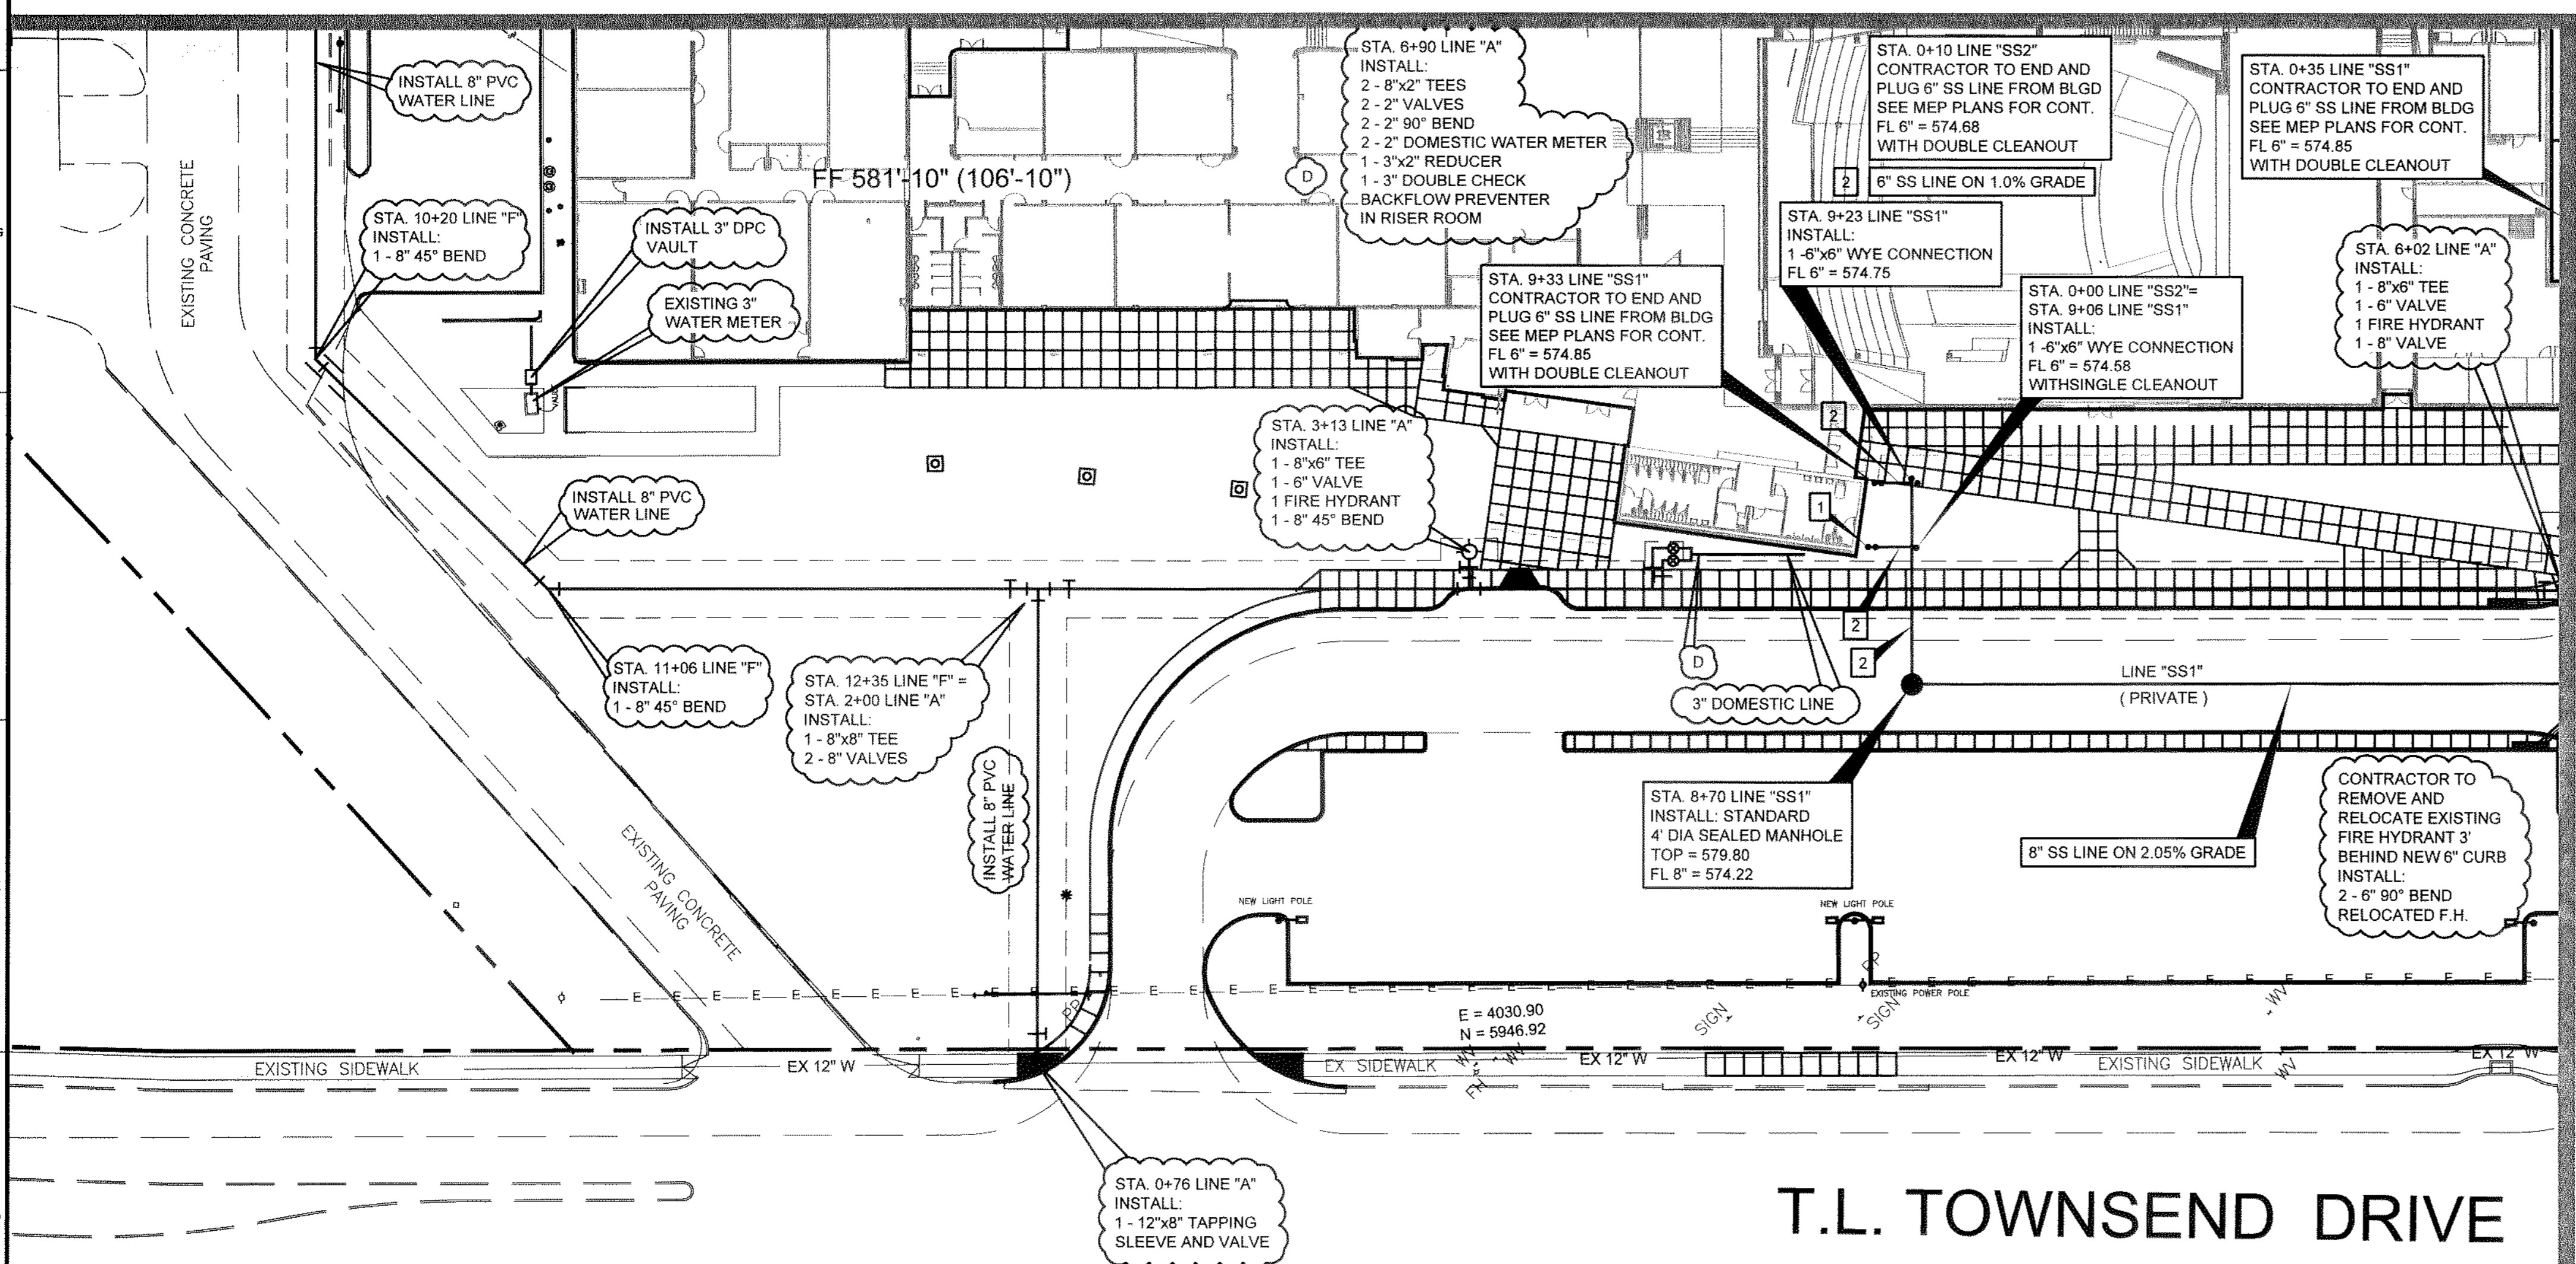 INSTALL 8" PVC
WATER LINE
EXISTING CONCRETE
PAVING
STA. 10+20 LINE "F"
INSTALL:
1 - 8" 45° BEND
INSTALL 3" DPC
VAULT
EXISTING 3"
WATER METER
VAULT
FF 581'-10" (106'-10")
D
STA. 6+90 LINE "A"
INSTALL:
2 - 8"x2" TEES
2 - 2" VALVES
2 - 2" 90° BEND
2 - 2" DOMESTIC WATER METER
1 - 3"x2" REDUCER
1 - 3" DOUBLE CHECK
BACKFLOW PREVENTER
IN RISER ROOM
STA. 0+10 LINE "SS2"
CONTRACTOR TO END AND
PLUG 6" SS LINE FROM BLGD
SEE MEP PLANS FOR CONT.
FL 6" = 574.68
WITH DOUBLE CLEANOUT
2
6" SS LINE ON 1.0% GRADE
STA. 0+35 LINE "SS1"
CONTRACTOR TO END AND
PLUG 6" SS LINE FROM BLDG
SEE MEP PLANS FOR CONT.
FL 6" = 574.85
WITH DOUBLE CLEANOUT
STA. 9+23 LINE "SS1"
INSTALL:
1 -6"x6" WYE CONNECTION
FL 6" = 574.75
STA. 9+33 LINE "SS1"
CONTRACTOR TO END AND
PLUG 6" SS LINE FROM BLDG
SEE MEP PLANS FOR CONT.
FL 6" = 574.85
WITH DOUBLE CLEANOUT
STA. 0+00 LINE "SS2"=
STA. 9+06 LINE "SS1"
INSTALL:
1 -6"x6" WYE CONNECTION
FL 6" = 574.58
WITHSINGLE CLEANOUT
STA. 6+02 LINE "A"
INSTALL:
1 - 8"x6" TEE
1 - 6" VALVE
1 FIRE HYDRANT
1 - 8" VALVE
STA. 3+13 LINE "A"
INSTALL:
1 - 8"x6" TEE
1 - 6" VALVE
1 FIRE HYDRANT
1 - 8" 45° BEND
2
1
2
2
INSTALL 8" PVC
WATER LINE
STA. 11+06 LINE "F"
INSTALL:
1 - 8" 45° BEND
STA. 12+35 LINE "F" =
STA. 2+00 LINE "A"
INSTALL:
1 - 8"x8" TEE
2 - 8" VALVES
INSTALL 8" PVC
WATER LINE
D
3" DOMESTIC LINE
LINE "SS1"
( PRIVATE )
STA. 8+70 LINE "SS1"
INSTALL: STANDARD
4' DIA SEALED MANHOLE
TOP = 579.80
FL 8" = 574.22
8" SS LINE ON 2.05% GRADE
CONTRACTOR TO
REMOVE AND
RELOCATE EXISTING
FIRE HYDRANT 3'
BEHIND NEW 6" CURB
INSTALL:
2 - 6" 90° BEND
RELOCATED F.H.
EXISTING CONCRETE
PAVING
NEW LIGHT POLE
NEW LIGHT POLE
E E E E E E E E E E E E E E E E E
PP
PP
EXISTING POWER POLE
E = 4030.90
N = 5946.92
SIGN
SIGN
WV
EXISTING SIDEWALK
EX 12" W
EX SIDEWALK
WV
WV
FH
EX 12" W
EX 12" W
EXISTING SIDEWALK
WV
EX 12" W
STA. 0+76 LINE "A"
INSTALL:
1 - 12"x8" TAPPING
SLEEVE AND VALVE
T.L. TOWNSEND DRIVE